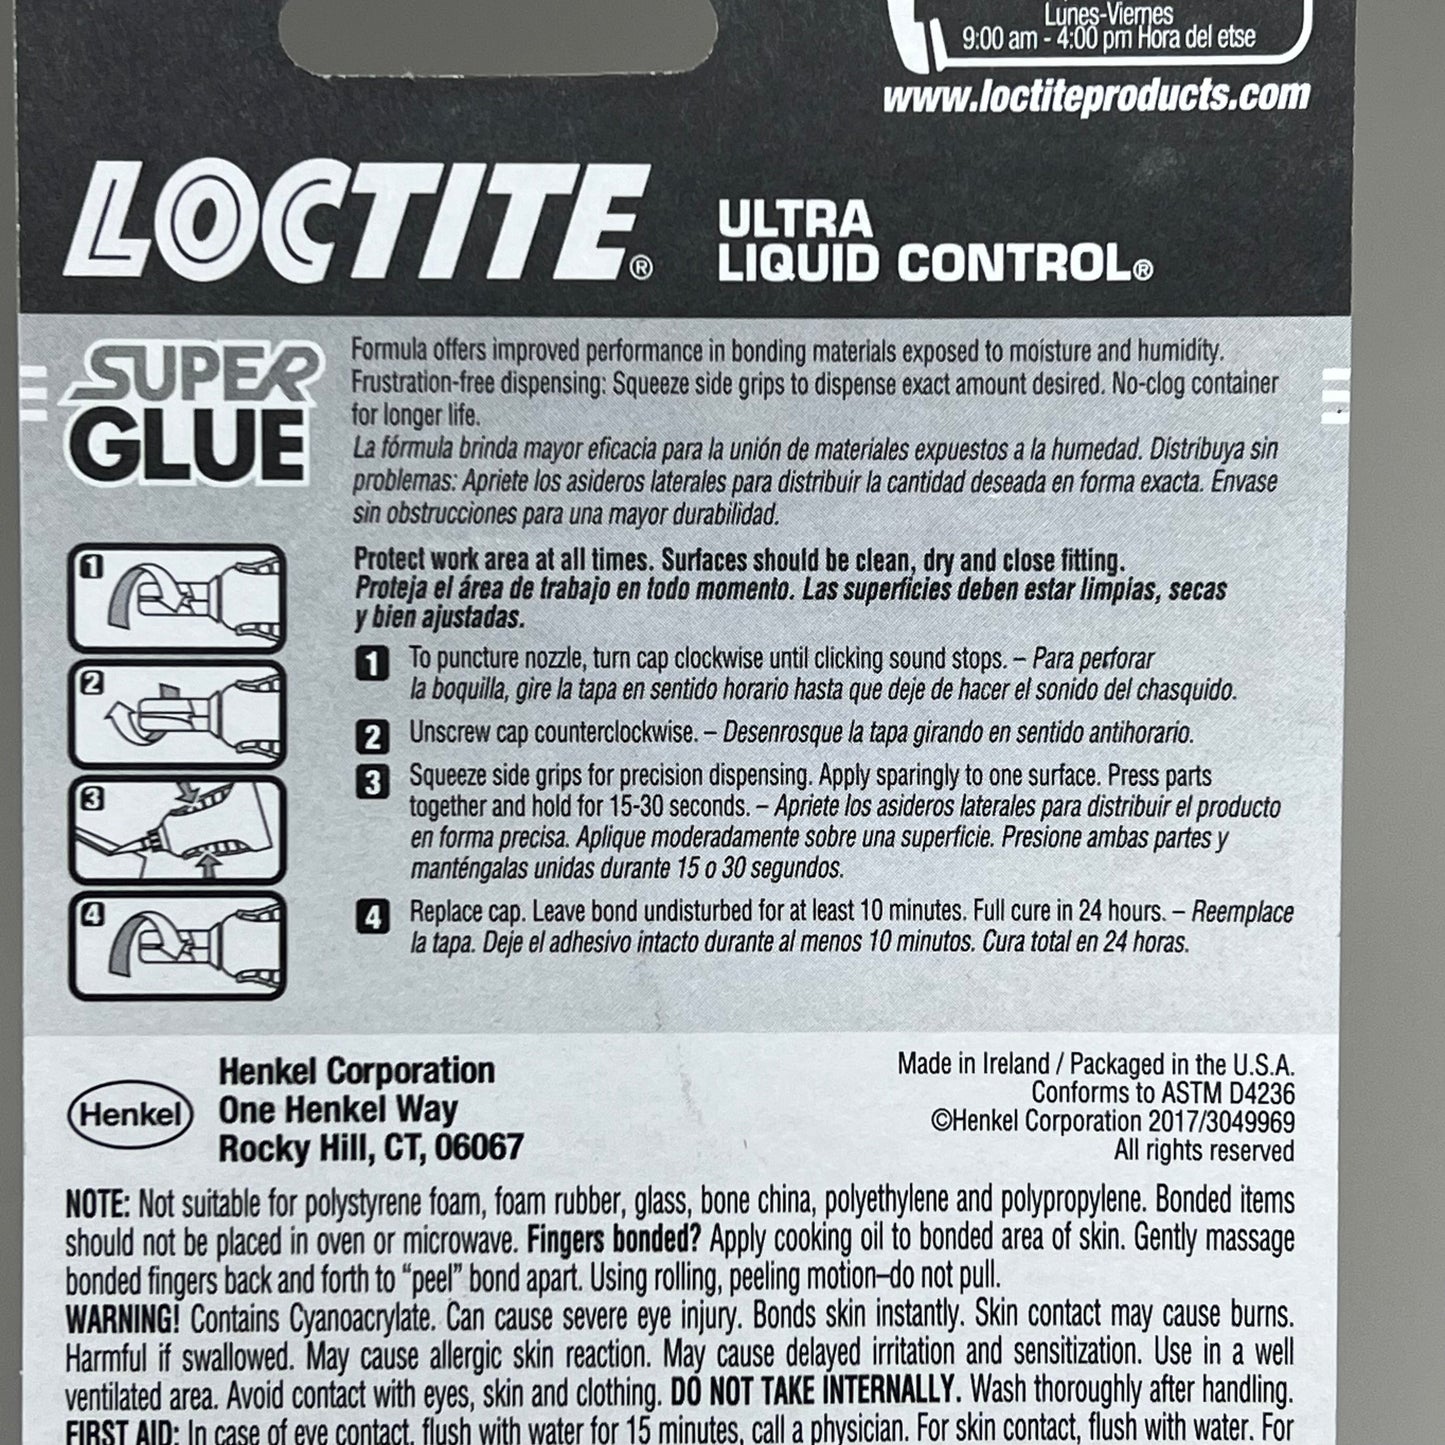 Lunes-Viernes
9:00 am - 4:00 pm Hora del etse
www.loctiteproducts.com
LOCTITE®
ULTRA
LIQUID CONTROL®
SUPER
GLUE
Formula offers improved performance in bonding materials exposed to moisture and humidity.
Frustration-free dispensing: Squeeze side grips to dispense exact amount desired. No-clog container
for longer life.
La fórmula brinda mayor eficacia para la unión de materiales expuestos a la humedad. Distribuya sin
problemas: Apriete los asideros laterales para distribuir la cantidad deseada en forma exacta. Envase
sin obstrucciones para una mayor durabilidad.
Protect work area at all times. Surfaces should be clean, dry and close fitting.
Proteja el área de trabajo en todo momento. Las superficies deben estar limpias, secas
y bien ajustadas.
1
2
3
4
1 To puncture nozzle, turn cap clockwise until clicking sound stops. – Para perforar
la boquilla, gire la tapa en sentido horario hasta que deje de hacer el sonido del chasquido.
2 Unscrew cap counterclockwise. – Desenrosque la tapa girando en sentido antihorario.
3 Squeeze side grips for precision dispensing. Apply sparingly to one surface. Press parts
together and hold for 15-30 seconds. – Apriete los asideros laterales para distribuir el producto
en forma precisa. Aplique moderadamente sobre una superficie. Presione ambas partes y
manténgalas unidas durante 15 o 30 segundos.
4 Replace cap. Leave bond undisturbed for at least 10 minutes. Full cure in 24 hours. – Reemplace
la tapa. Deje el adhesivo intacto durante al menos 10 minutos. Cura total en 24 horas.
Henkel
Henkel Corporation
One Henkel Way
Rocky Hill, CT, 06067
Made in Ireland / Packaged in the U.S.A.
Conforms to ASTM D4236
©Henkel Corporation 2017/3049969
All rights reserved
NOTE: Not suitable for polystyrene foam, foam rubber, glass, bone china, polyethylene and polypropylene. Bonded items
should not be placed in oven or microwave. Fingers bonded? Apply cooking oil to bonded area of skin. Gently massage
bonded fingers back and forth to “peel” bond apart. Using rolling, peeling motion–do not pull.
WARNING! Contains Cyanoacrylate. Can cause severe eye injury. Bonds skin instantly. Skin contact may cause burns.
Harmful if swallowed. May cause allergic skin reaction. May cause delayed irritation and sensitization. Use in a well
ventilated area. Avoid contact with eyes, skin and clothing. DO NOT TAKE INTERNALLY. Wash thoroughly after handling.
FIRST AID: In case of eye contact, flush with water for 15 minutes, call a physician. For skin contact, flush with water. For